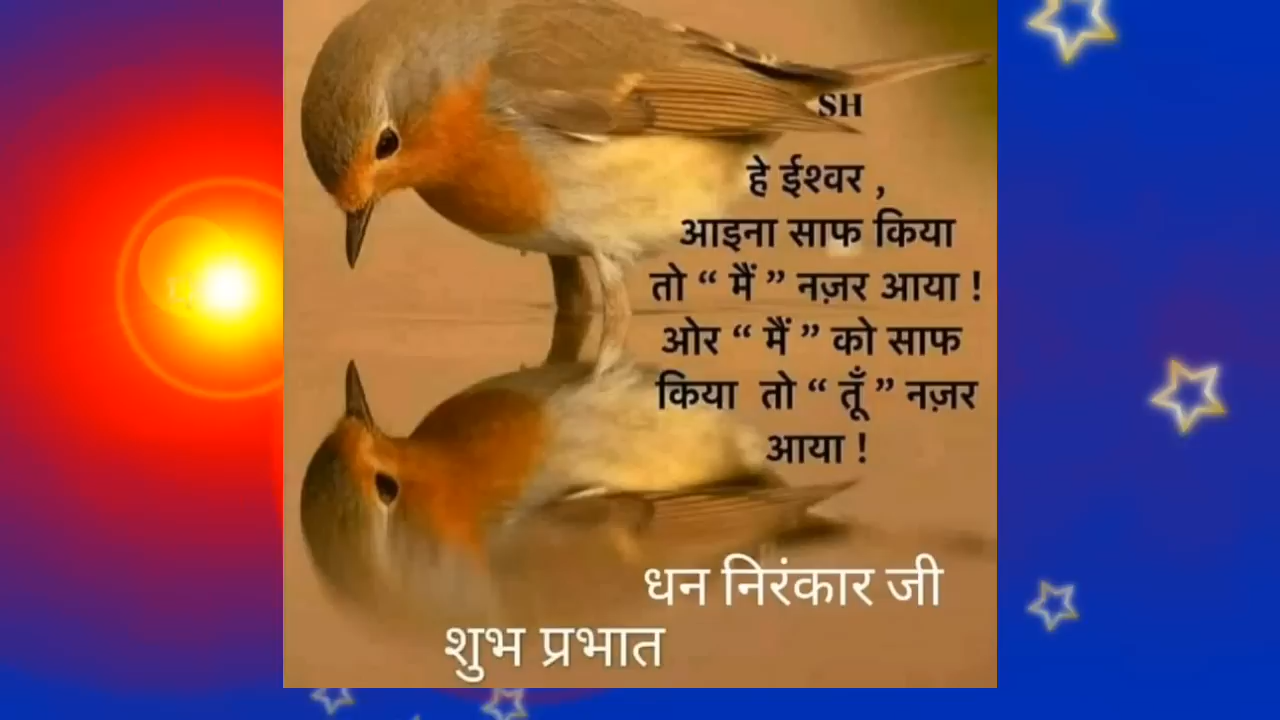 SH
हे ईश्वर ,
आइना साफ किया
तो “ मैं ” नज़र आया !
ओर “ मैं ” को साफ
किया तो “ तूँ ” नज़र
आया !
धन निरंकार जी
शुभ प्रभात